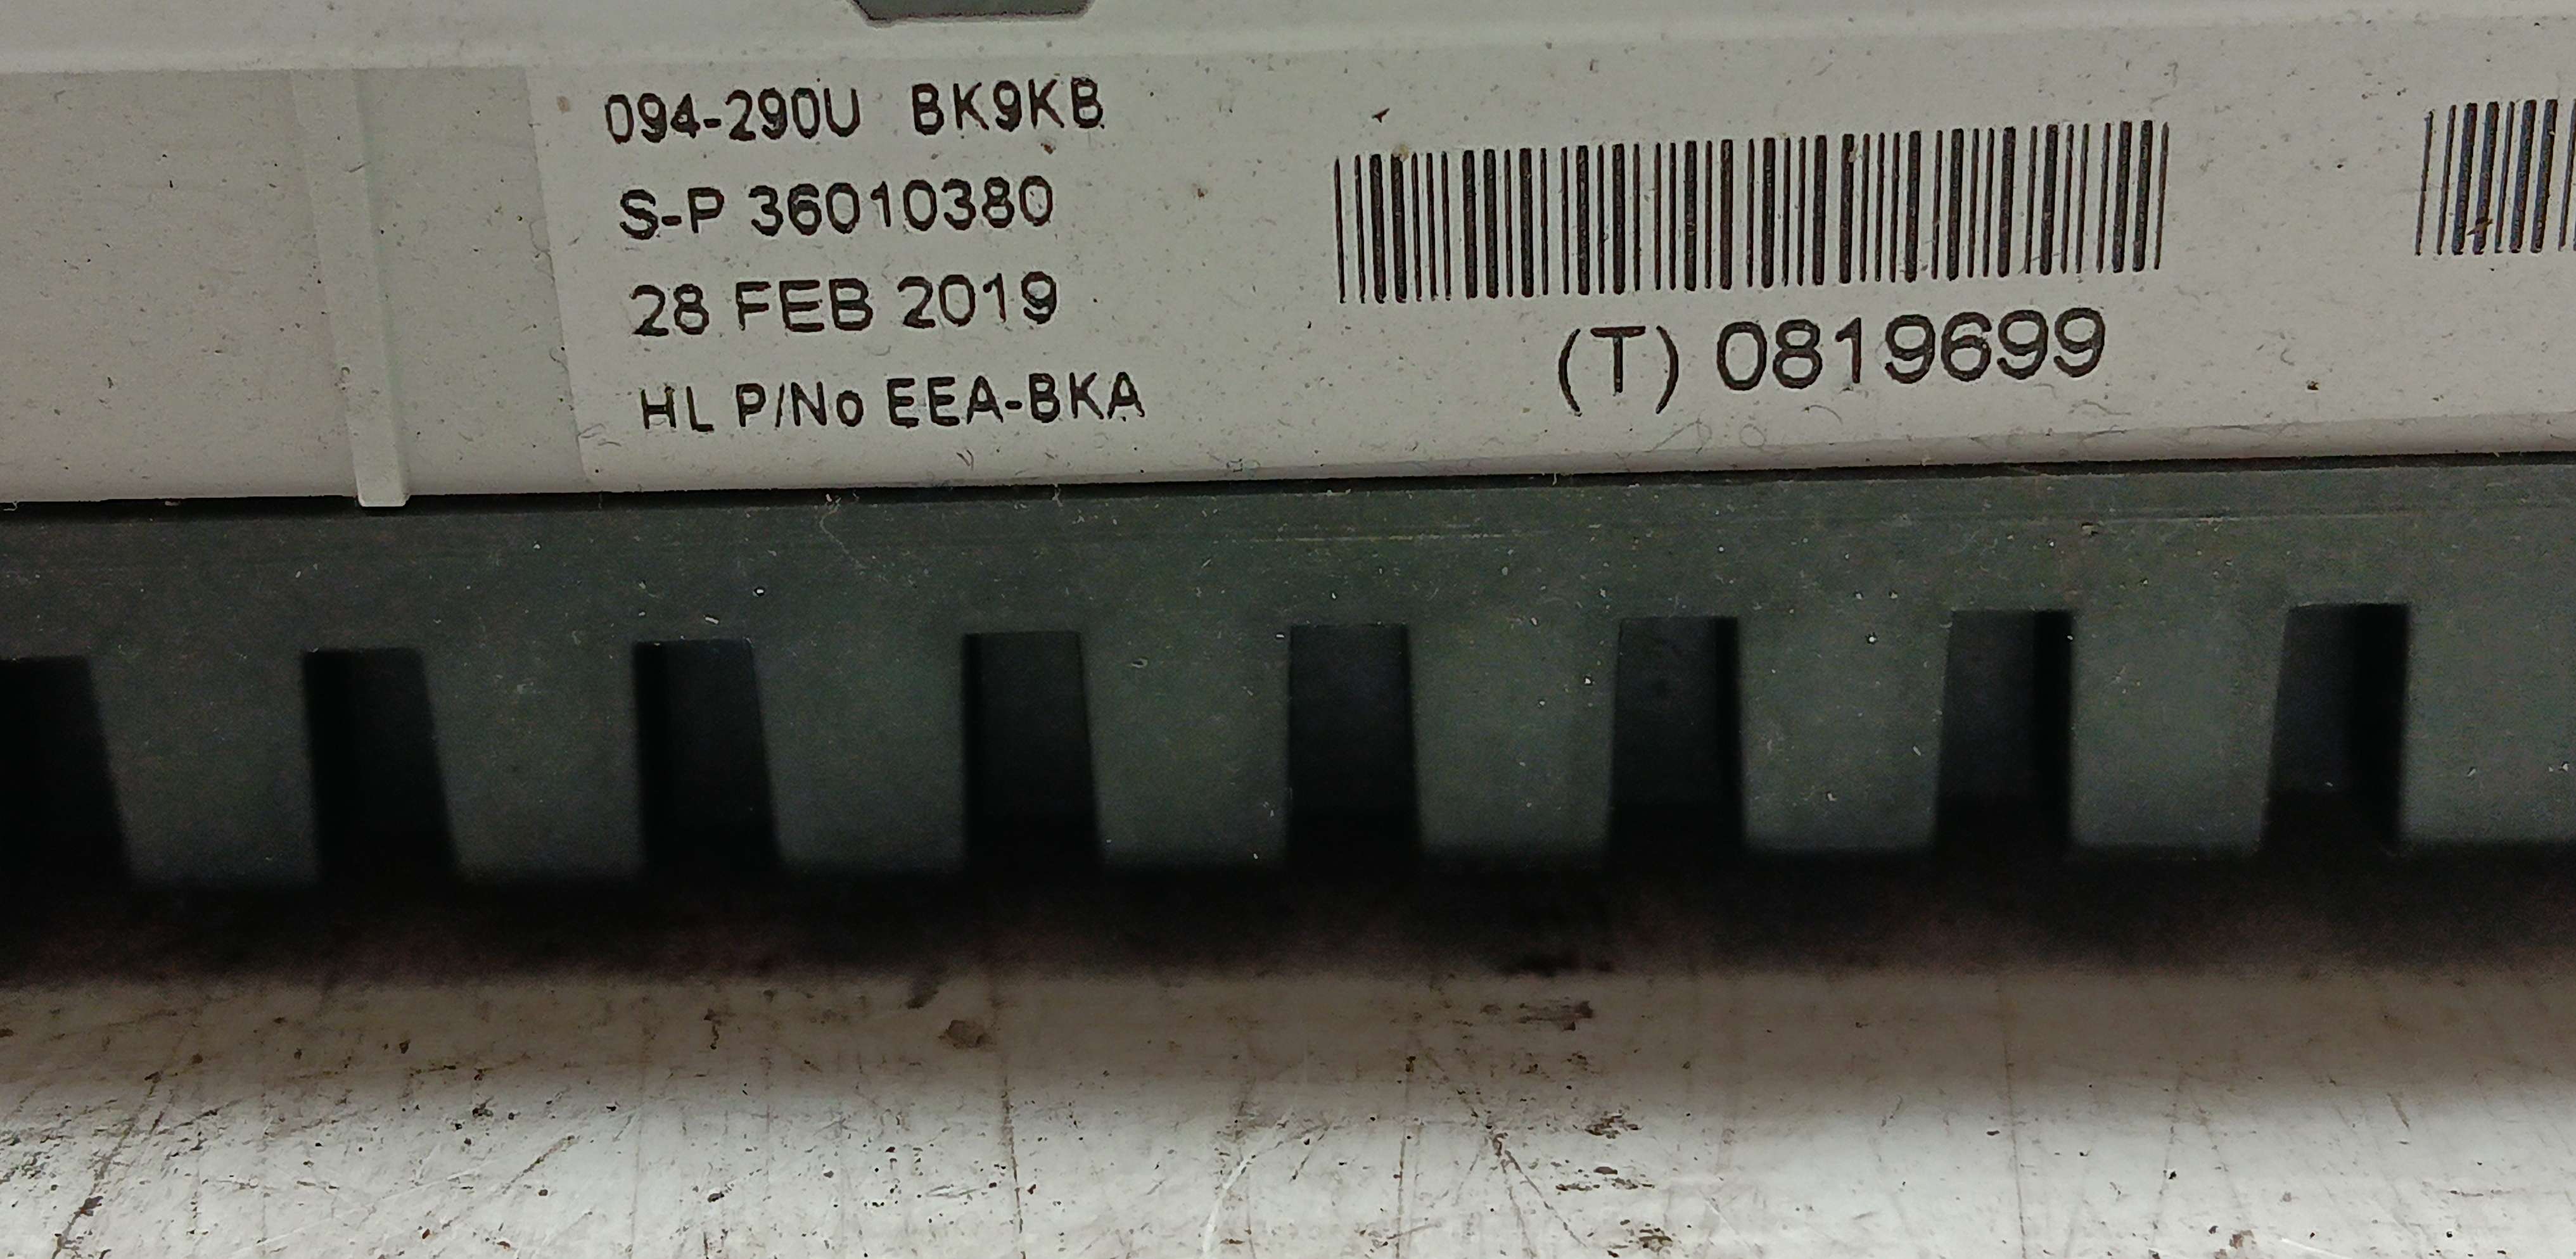 094-290U BK9KB
S-P 36010380
28 FEB 2019
HL P/No EEA-BKA
(T) 0819699